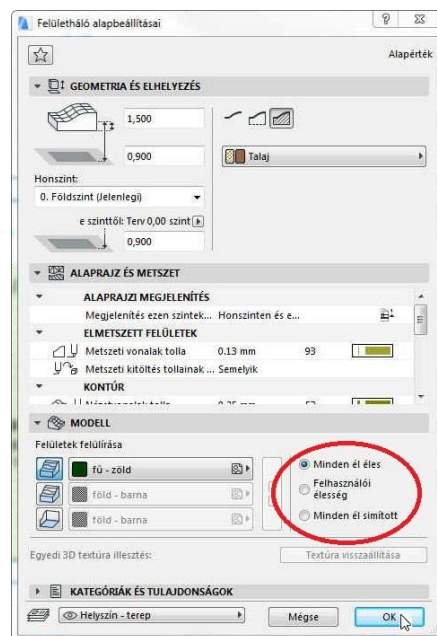 Felületháló alapbeállításai
Alapérték
GEOMETRIA ÉS ELHELYEZÉS
1,500
0,900
Talaj
Honszint:
0. Földszint (Jelenlegi)
e szinttől: Terv 0,00 szint
0,900
ALAPRAJZ ÉS METSZET
ALAPRAJZI MEGJELENÍTÉS
Megjelenítés ezen szintek... Honszinten és e...
ELMETSZETT FELÜLETEK
Metszeti vonalak tolla 0.13 mm 93
Metszeti kitöltés tollainak ... Semelyik
KONTÚR
MODELL
Felületek felülírása
fű - zöld
föld - barna
föld - barna
Minden él éles
Felhasználói
élesség
Minden él simított
Egyedi 3D textúra illesztés:
Textúra visszaállítása
KATEGÓRIÁK ÉS TULAJDONSÁGOK
Helyszín - terep
Mégse
OK